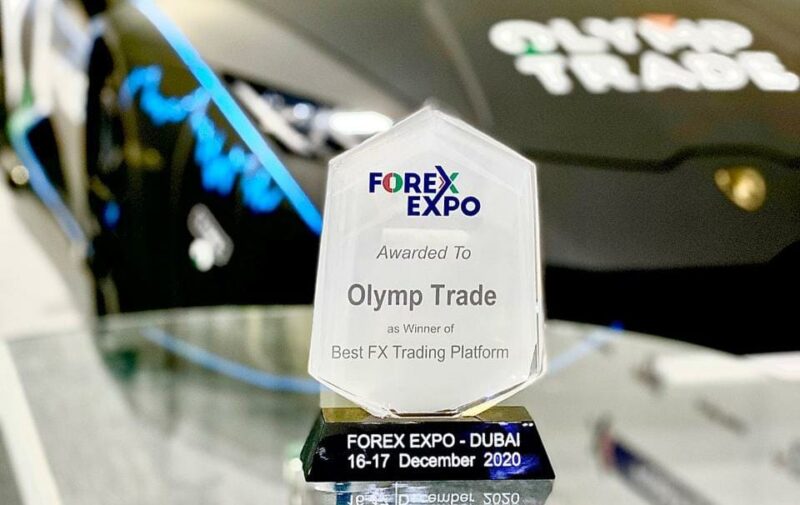 OLYMP
TRADE
FOREX
EXPO
Awarded To
Olymp Trade
as Winner of
Best FX Trading Platform
FOREX EXPO - DUBAI
16-17 December 2020